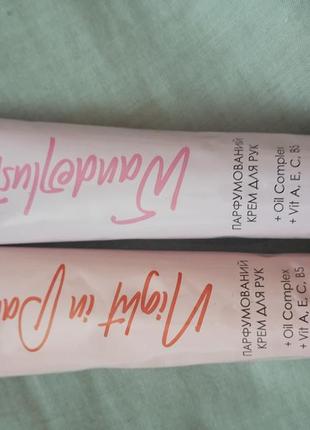 Wanderlust
ПАРФУМОВАНИЙ
КРЕМ ДЛЯ РУК
+ Oil Complex
+ Vit A, E, C, B5
Night in
ПАРФУМОВАНИЙ
КРЕМ ДЛЯ РУК
+ Oil Complex
+ Vit A, E, C, B5